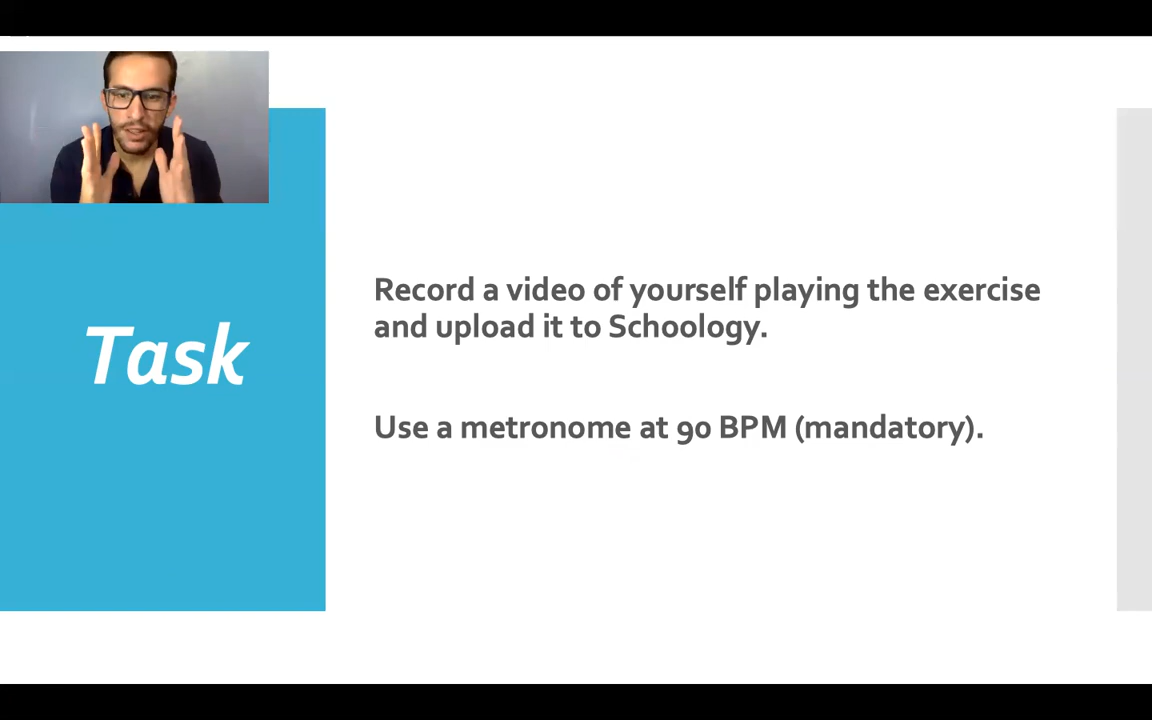 Task
Record a video of yourself playing the exercise
and upload it to Schoology.
Use a metronome at 90 BPM (mandatory).